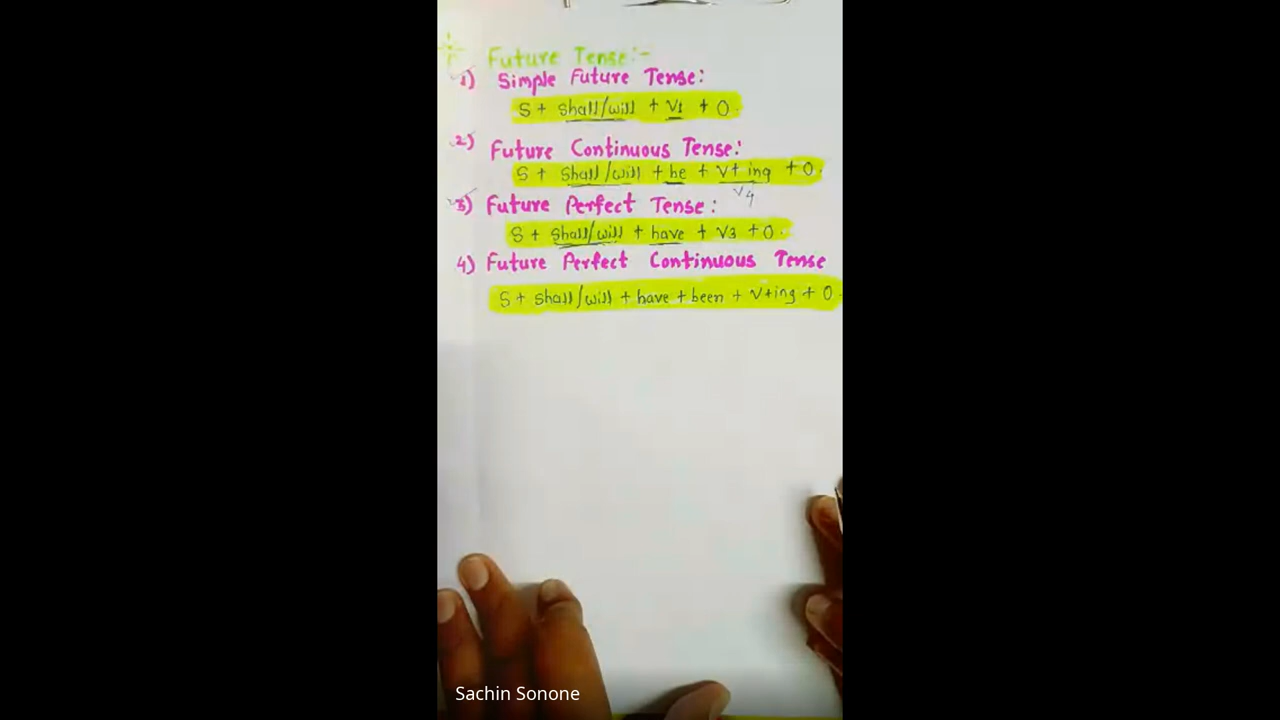 Future Tense:-
1) Simple Future Tense:
S + shall/will + V1 + O.
2) Future Continuous Tense:
S + shall/will + be + V+ing + O.
V4
3) Future Perfect Tense:
S + shall/will + have + V3 + O.
4) Future Perfect Continuous Tense
S + shall/will + have + been + V+ing + O.
Sachin Sonone